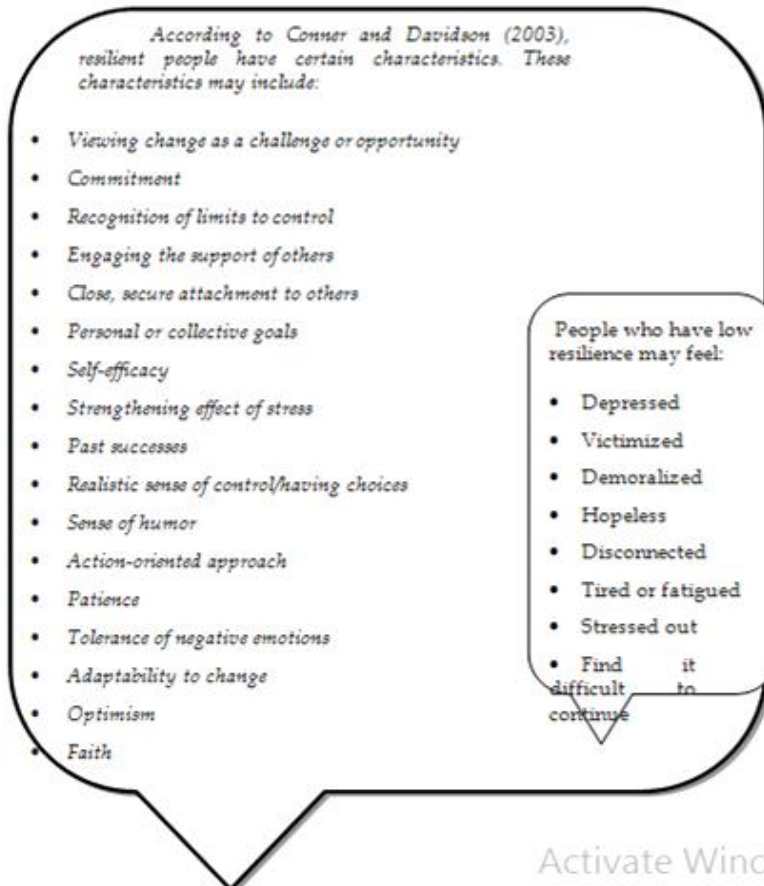 According to Conner and Davidson (2003),
resilient people have certain characteristics. These
characteristics may include:
• Viewing change as a challenge or opportunity
• Commitment
• Recognition of limits to control
• Engaging the support of others
• Close, secure attachment to others
• Personal or collective goals
• Self-efficacy
• Strengthening effect of stress
• Past successes
• Realistic sense of control/having choices
• Sense of humor
• Action-oriented approach
• Patience
• Tolerance of negative emotions
• Adaptability to change
• Optimism
• Faith
People who have low
resilience may feel:
• Depressed
• Victimized
• Demoralized
• Hopeless
• Disconnected
• Tired or fatigued
• Stressed out
• Find it
difficult to
continue
Activate Wind